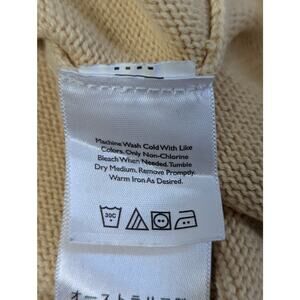 Machine Wash Cold With Like
Colors. Only Non-Chlorine
Bleach When Needed. Tumble
Dry Medium. Remove Promptly.
Warm Iron As Desired.
30C